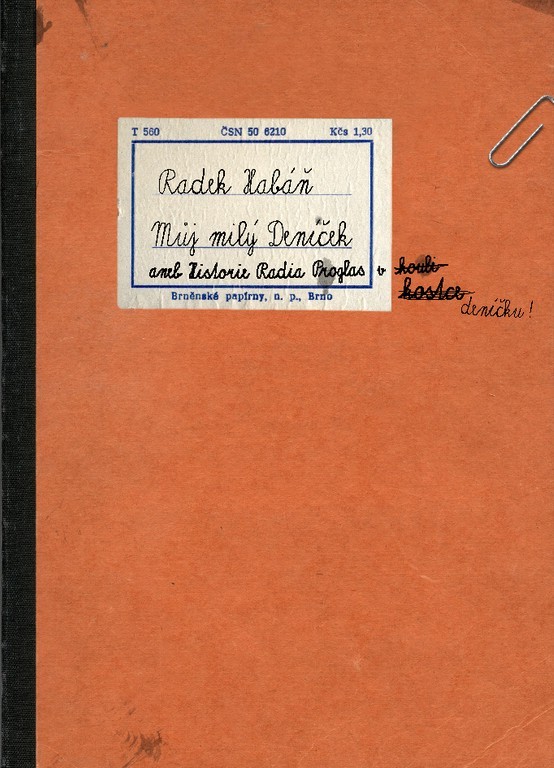 T 560 ČSN 50 6210 Kčs 1,30
Radek Habáň
Můj milý Deníček
aneb Historie Radia Proglas v kouli
kostce
deníčku!
Brněnské papírny, n. p., Brno